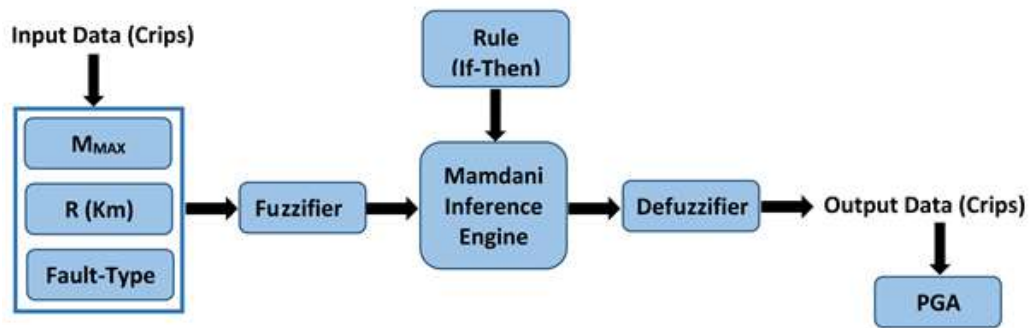 Input Data (Crips)
MMAX
R (Km)
Fault-Type
Fuzzifier
Rule
(If-Then)
Mamdani
Inference
Engine
Defuzzifier
Output Data (Crips)
PGA